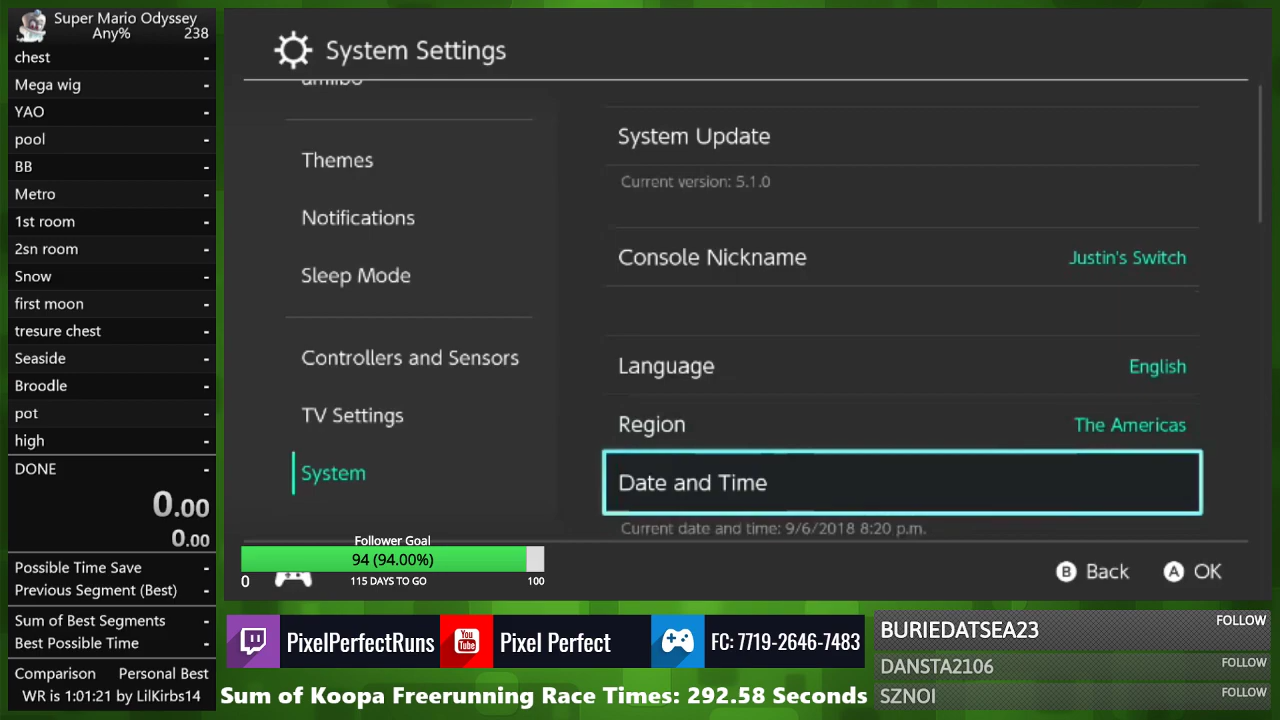 Super Mario Odyssey
Any% 238
chest -
Mega wig -
YAO -
pool -
BB -
Metro -
1st room -
2sn room -
Snow -
first moon -
tresure chest -
Seaside -
Broodle -
pot -
high -
DONE -
0.00
0.00
Possible Time Save -
Previous Segment (Best) -
Sum of Best Segments -
Best Possible Time -
Comparison Personal Best
WR is 1:01:21 by LilKirbs14
System Settings
amiibo
Themes
Notifications
Sleep Mode
Controllers and Sensors
TV Settings
System
System Update
Current version: 5.1.0
Console Nickname Justin's Switch
Language English
Region The Americas
Date and Time
Current date and time: 9/6/2018 8:20 p.m.
B Back A OK
Follower Goal
94 (94.00%)
0 115 DAYS TO GO 100
PixelPerfectRuns You Tube Pixel Perfect FC: 7719-2646-7483
Sum of Koopa Freerunning Race Times: 292.58 Seconds
BURIEDATSEA23 FOLLOW
DANSTA2106 FOLLOW
SZNOI FOLLOW